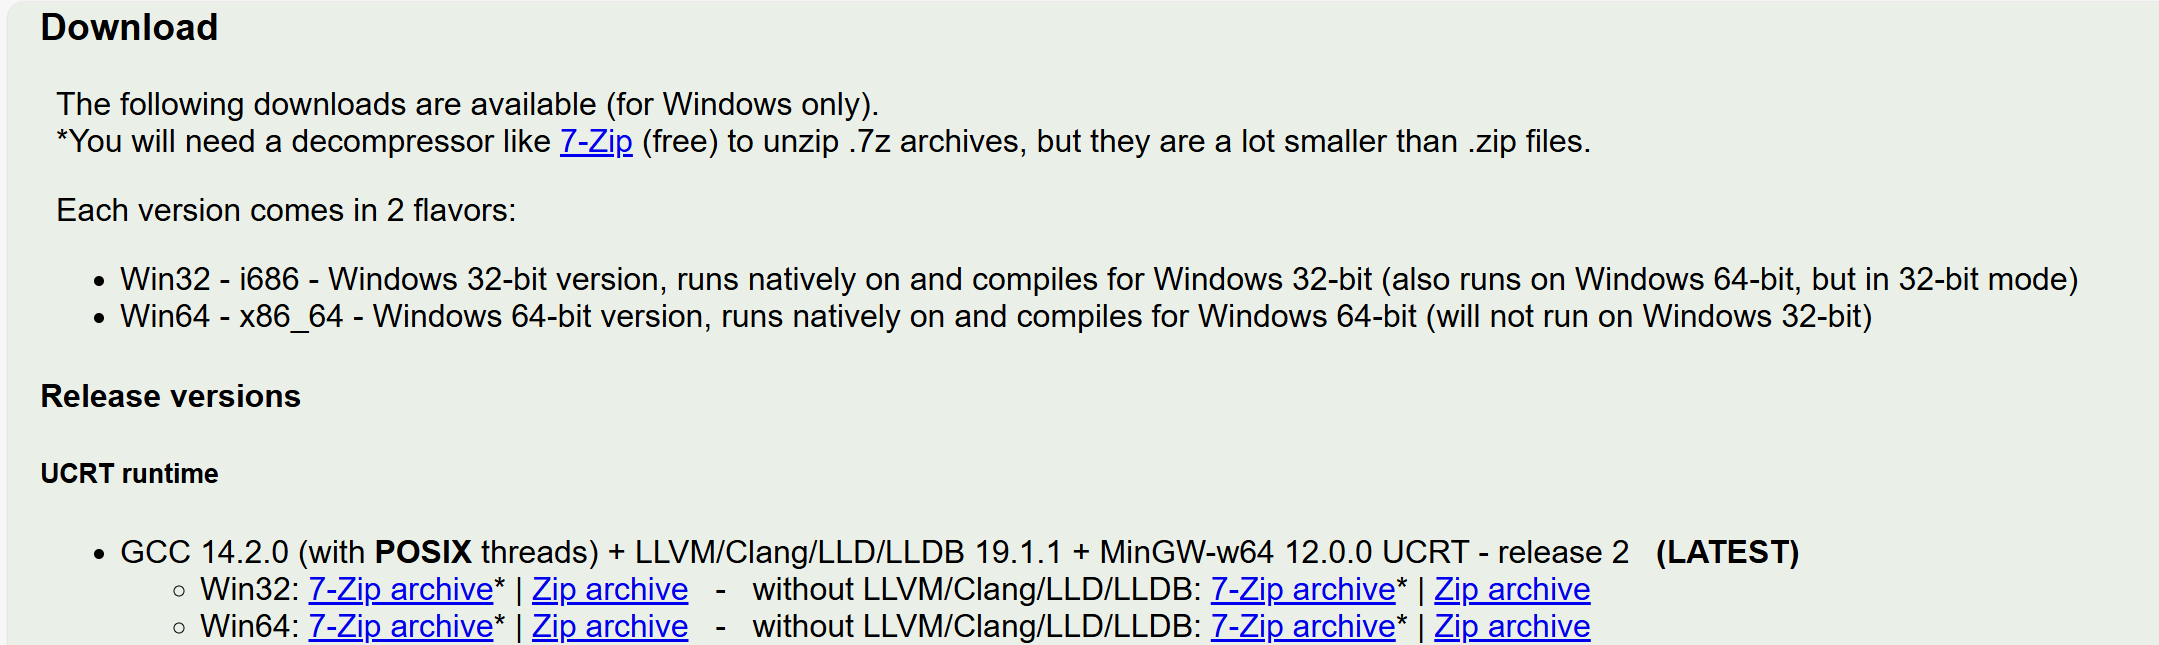 Download
The following downloads are available (for Windows only).
*You will need a decompressor like 7-Zip (free) to unzip .7z archives, but they are a lot smaller than .zip files.
Each version comes in 2 flavors:
• Win32 - i686 - Windows 32-bit version, runs natively on and compiles for Windows 32-bit (also runs on Windows 64-bit, but in 32-bit mode)
• Win64 - x86_64 - Windows 64-bit version, runs natively on and compiles for Windows 64-bit (will not run on Windows 32-bit)
Release versions
UCRT runtime
• GCC 14.2.0 (with POSIX threads) + LLVM/Clang/LLD/LLDB 19.1.1 + MinGW-w64 12.0.0 UCRT - release 2   (LATEST)
◦ Win32: 7-Zip archive* | Zip archive   -   without LLVM/Clang/LLD/LLDB: 7-Zip archive* | Zip archive
◦ Win64: 7-Zip archive* | Zip archive   -   without LLVM/Clang/LLD/LLDB: 7-Zip archive* | Zip archive